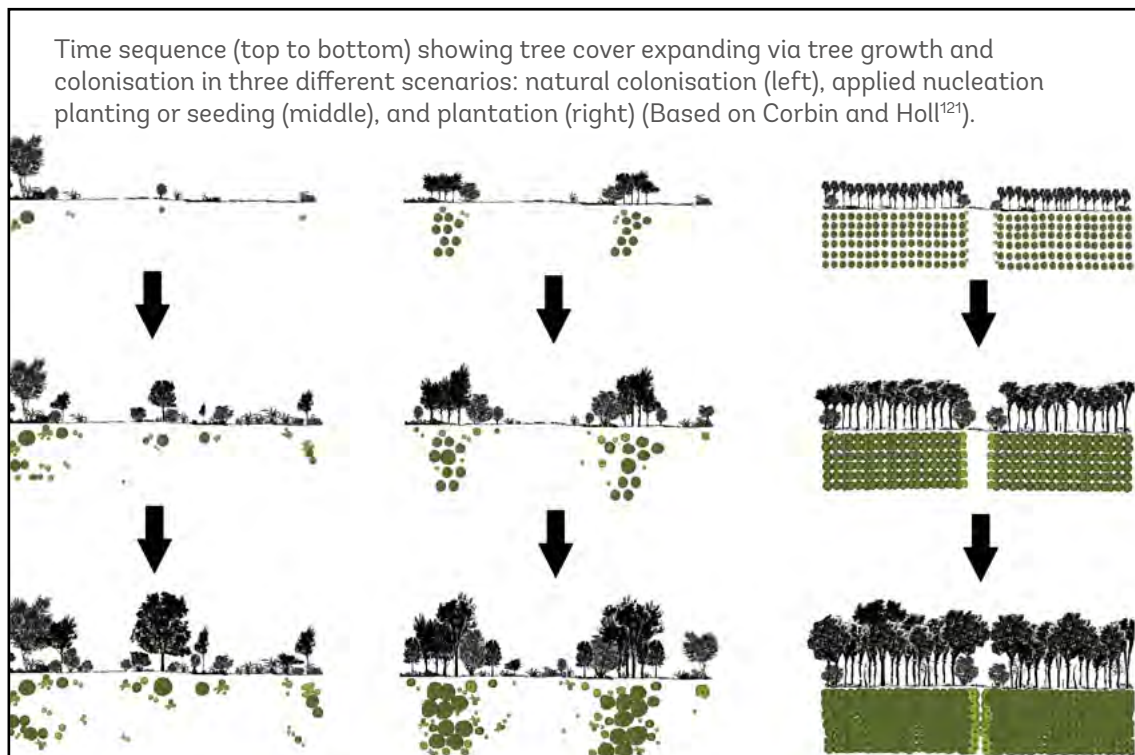 Time sequence (top to bottom) showing tree cover expanding via tree growth and
colonisation in three different scenarios: natural colonisation (left), applied nucleation
planting or seeding (middle), and plantation (right) (Based on Corbin and Holl¹²¹).